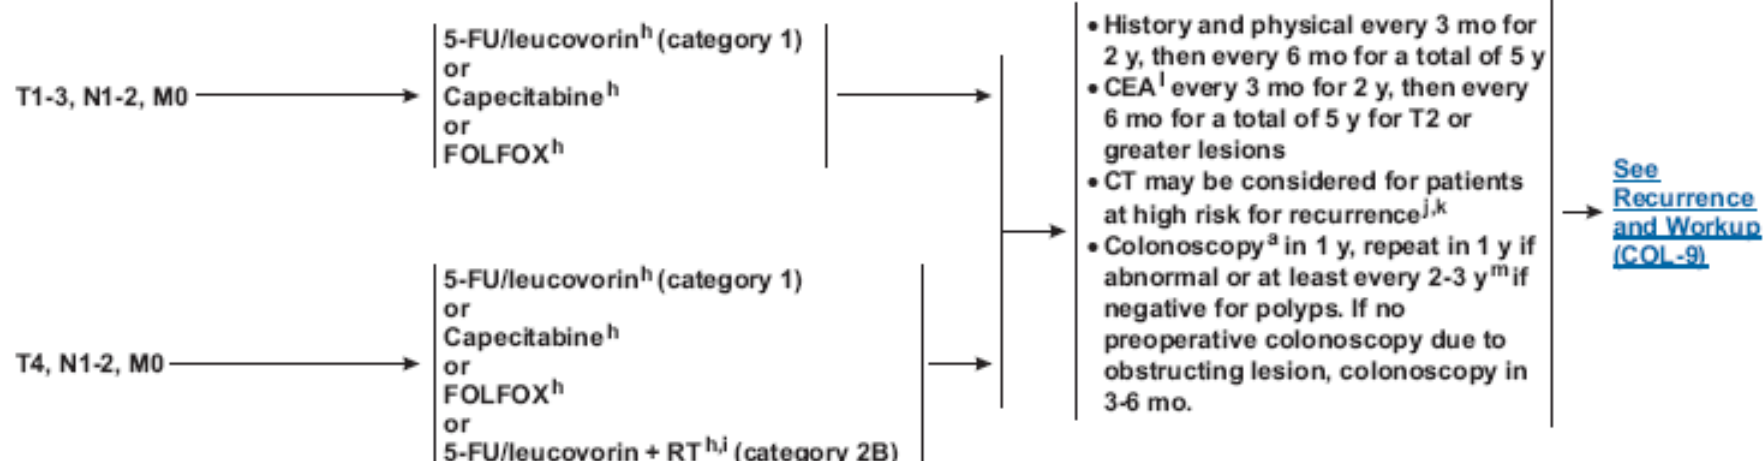 T1-3, N1-2, M0
5-FU/leucovorinʰ (category 1)
or
Capecitabineʰ
or
FOLFOXʰ
T4, N1-2, M0
5-FU/leucovorinʰ (category 1)
or
Capecitabineʰ
or
FOLFOXʰ
or
5-FU/leucovorin + RTʰ,ⁱ (category 2B)
• History and physical every 3 mo for
2 y, then every 6 mo for a total of 5 y
• CEAˡ every 3 mo for 2 y, then every
6 mo for a total of 5 y for T2 or
greater lesions
• CT may be considered for patients
at high risk for recurrenceʲ,ᵏ
• Colonoscopyᵃ in 1 y, repeat in 1 y if
abnormal or at least every 2-3 yᵐ if
negative for polyps. If no
preoperative colonoscopy due to
obstructing lesion, colonoscopy in
3-6 mo.
See
Recurrence
and Workup
(COL-9)